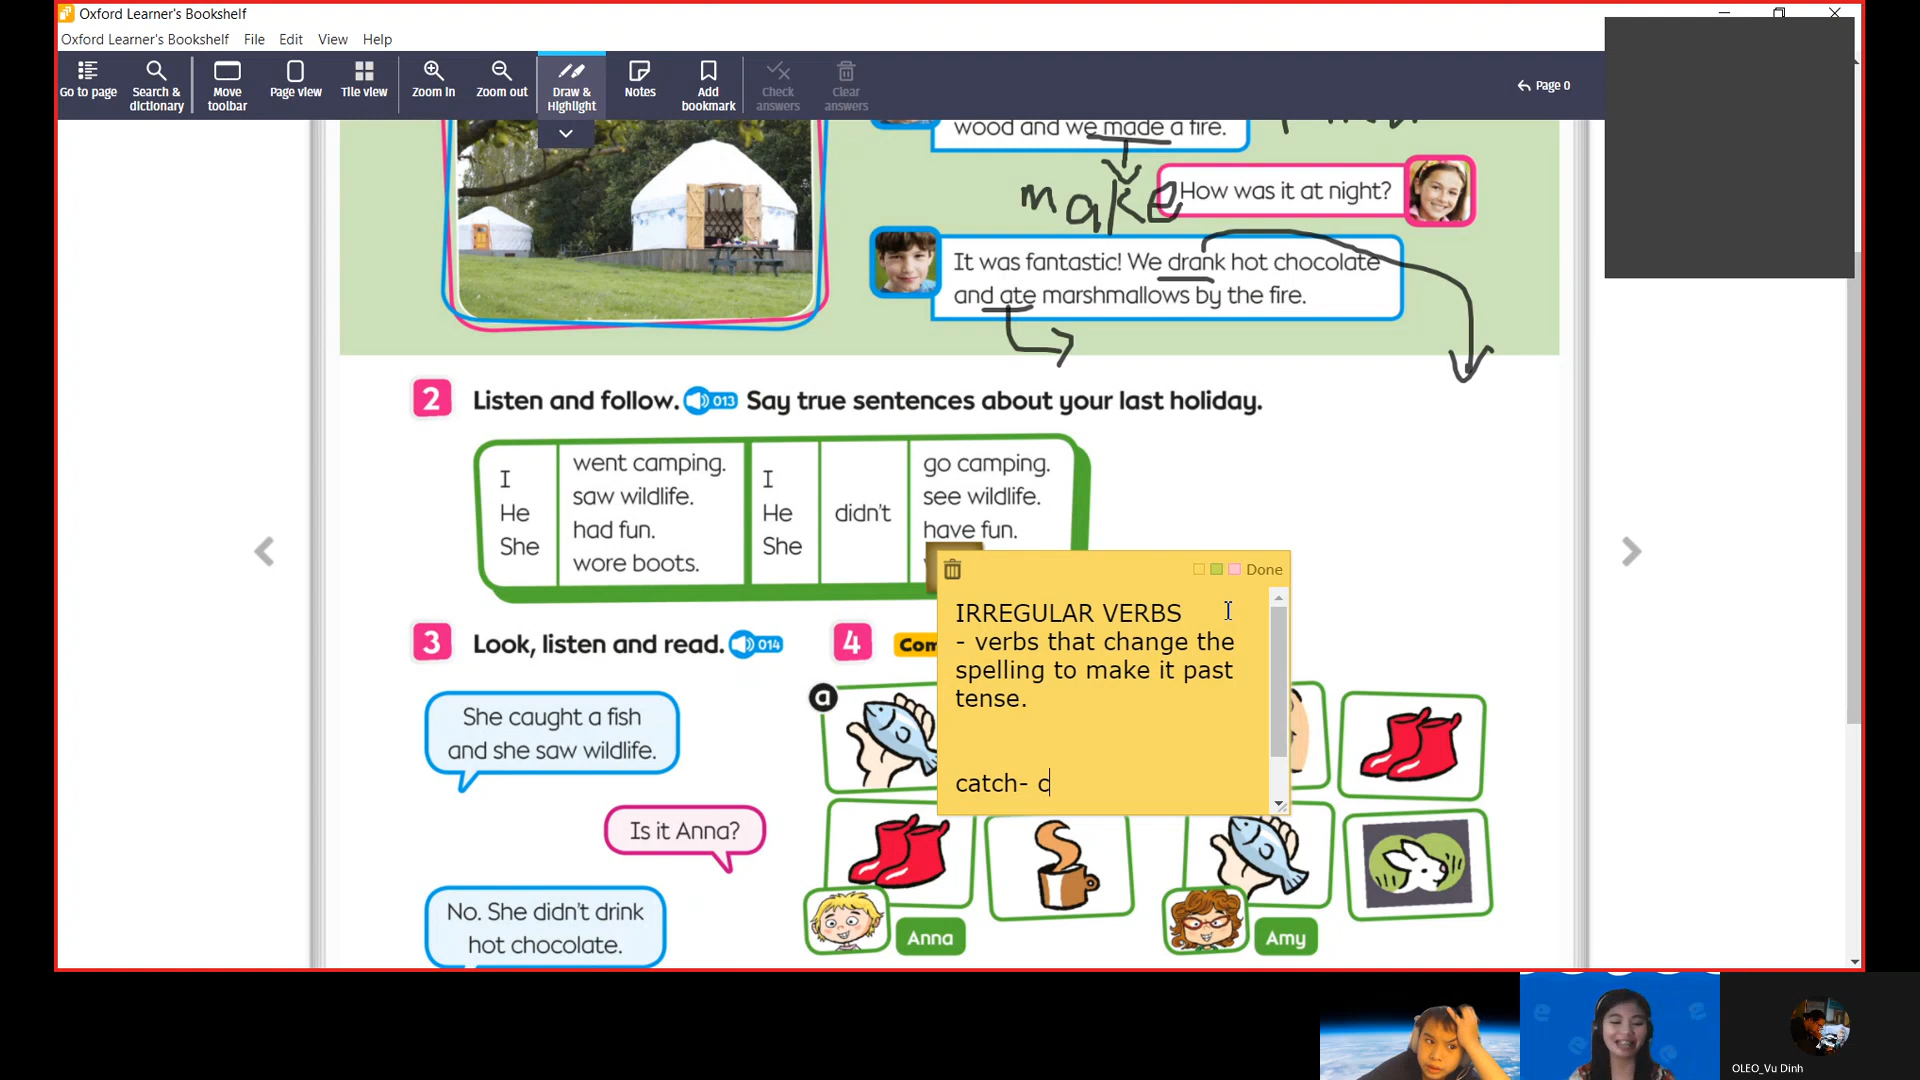 Oxford Learner's Bookshelf
Oxford Learner's Bookshelf File Edit View Help
Go to page
Search & dictionary
Move toolbar
Page view
Tile view
Zoom in
Zoom out
Draw & Highlight
Notes
Add bookmark
Check answers
Clear answers
Page 0
wood and we made a fire.
make
How was it at night?
It was fantastic! We drank hot chocolate
and ate marshmallows by the fire.
2 Listen and follow. 013 Say true sentences about your last holiday.
I
He
She
went camping.
saw wildlife.
had fun.
wore boots.
I
He
She
didn't
go camping.
see wildlife.
have fun.
Done
IRREGULAR VERBS
- verbs that change the
spelling to make it past
tense.
catch- c
3 Look, listen and read. 014
4 Com
a
She caught a fish
and she saw wildlife.
Is it Anna?
No. She didn't drink
hot chocolate.
Anna
Amy
OLEO_Vu Dinh